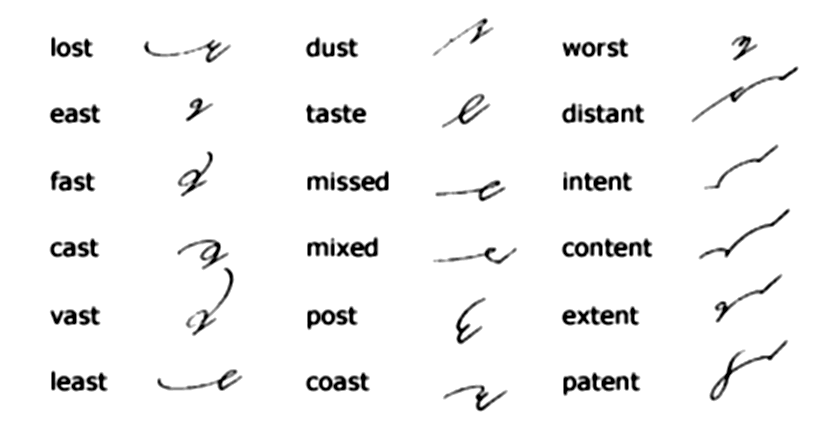 lost dust worst
east taste distant
fast missed intent
cast mixed content
vast post extent
least coast patent